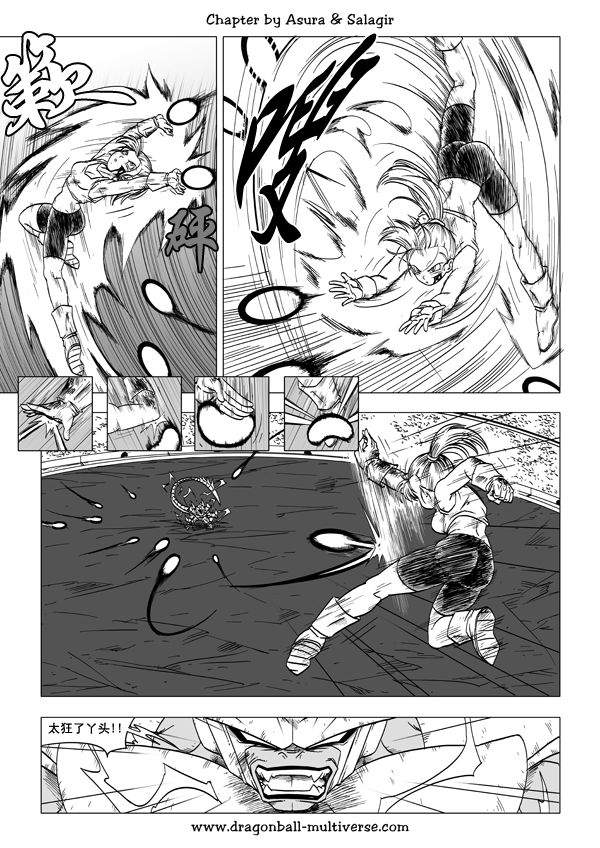 Chapter by Asura & Salagir
砰
太狂了丫头!!
www.dragonball-multiverse.com